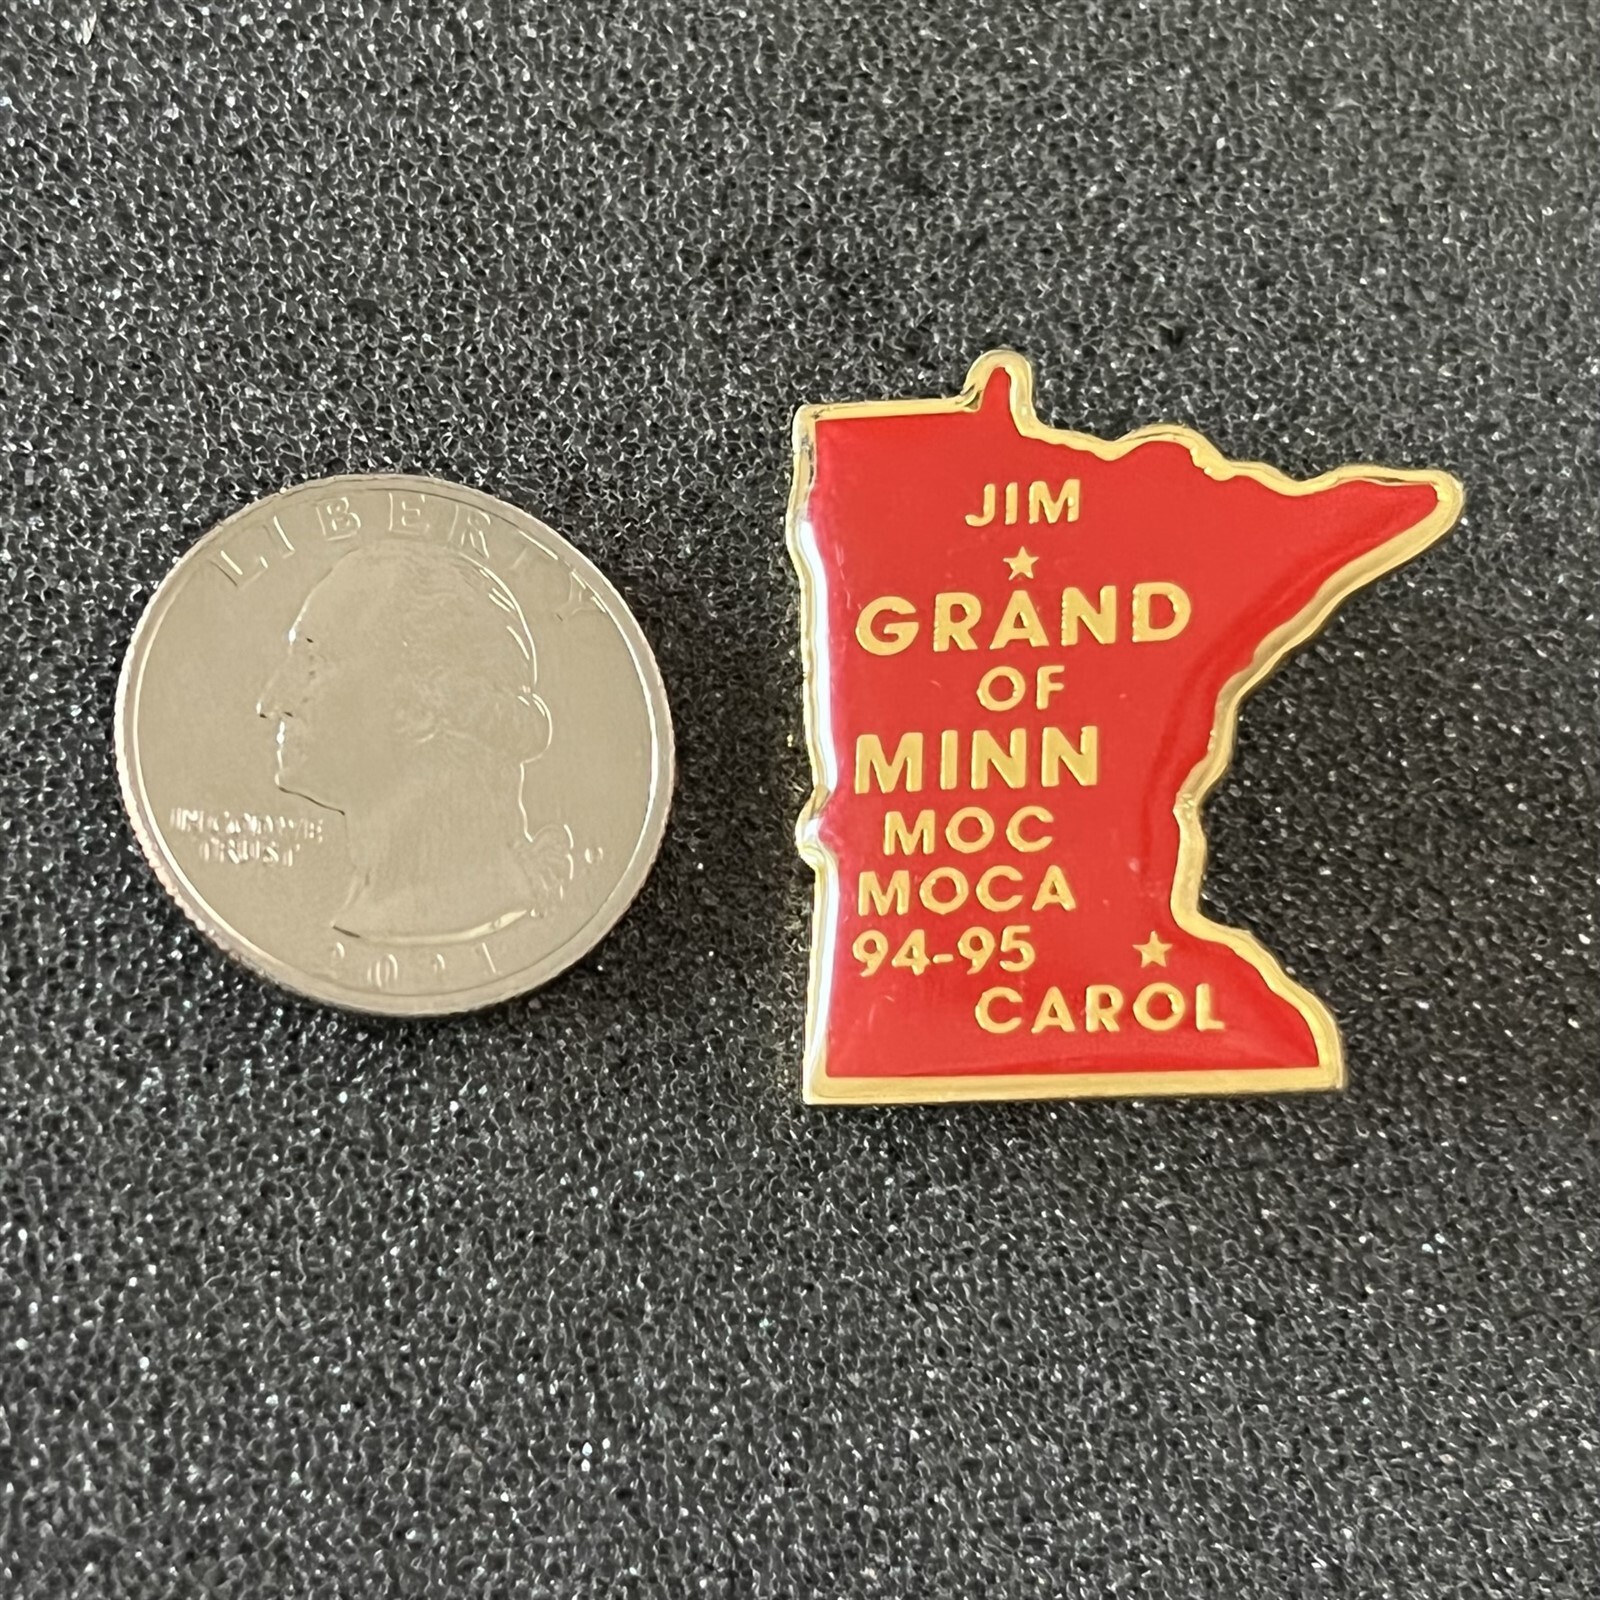 LIBERTY
IN GOD WE
TRUST
2021
JIM
GRAND
OF
MINN
MOC
MOCA
94-95
CAROL